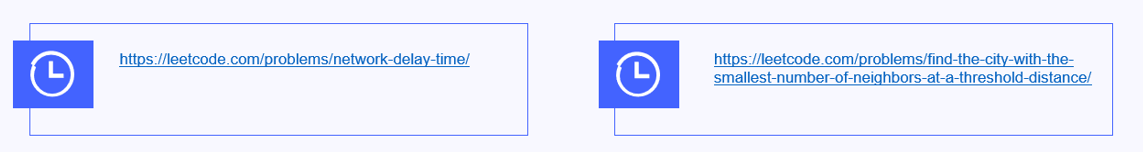 https://leetcode.com/problems/network-delay-time/
https://leetcode.com/problems/find-the-city-with-the-
smallest-number-of-neighbors-at-a-threshold-distance/